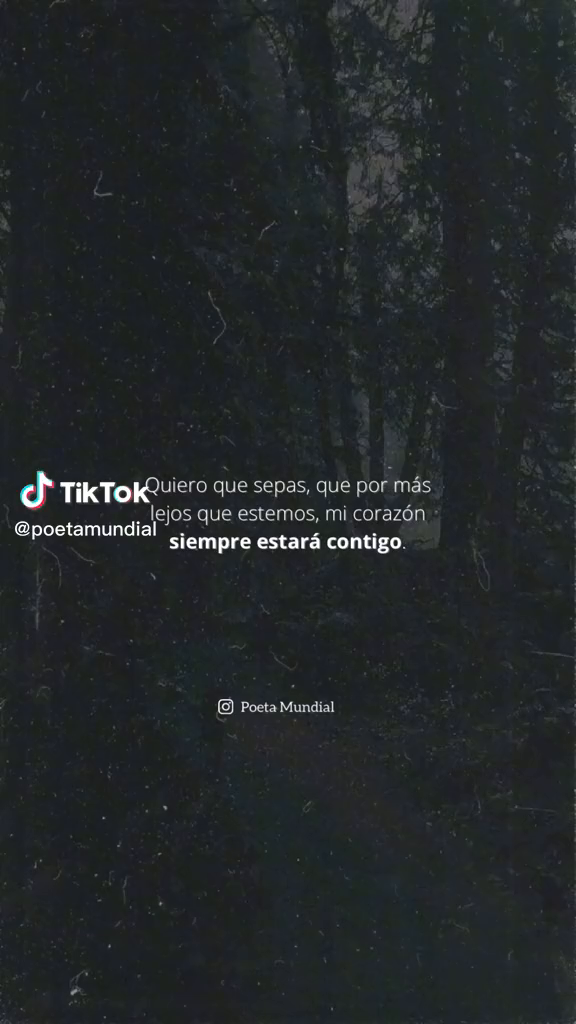 Quiero que sepas, que por más
lejos que estemos, mi corazón
siempre estará contigo.
TikTok
@poetamundial
Poeta Mundial